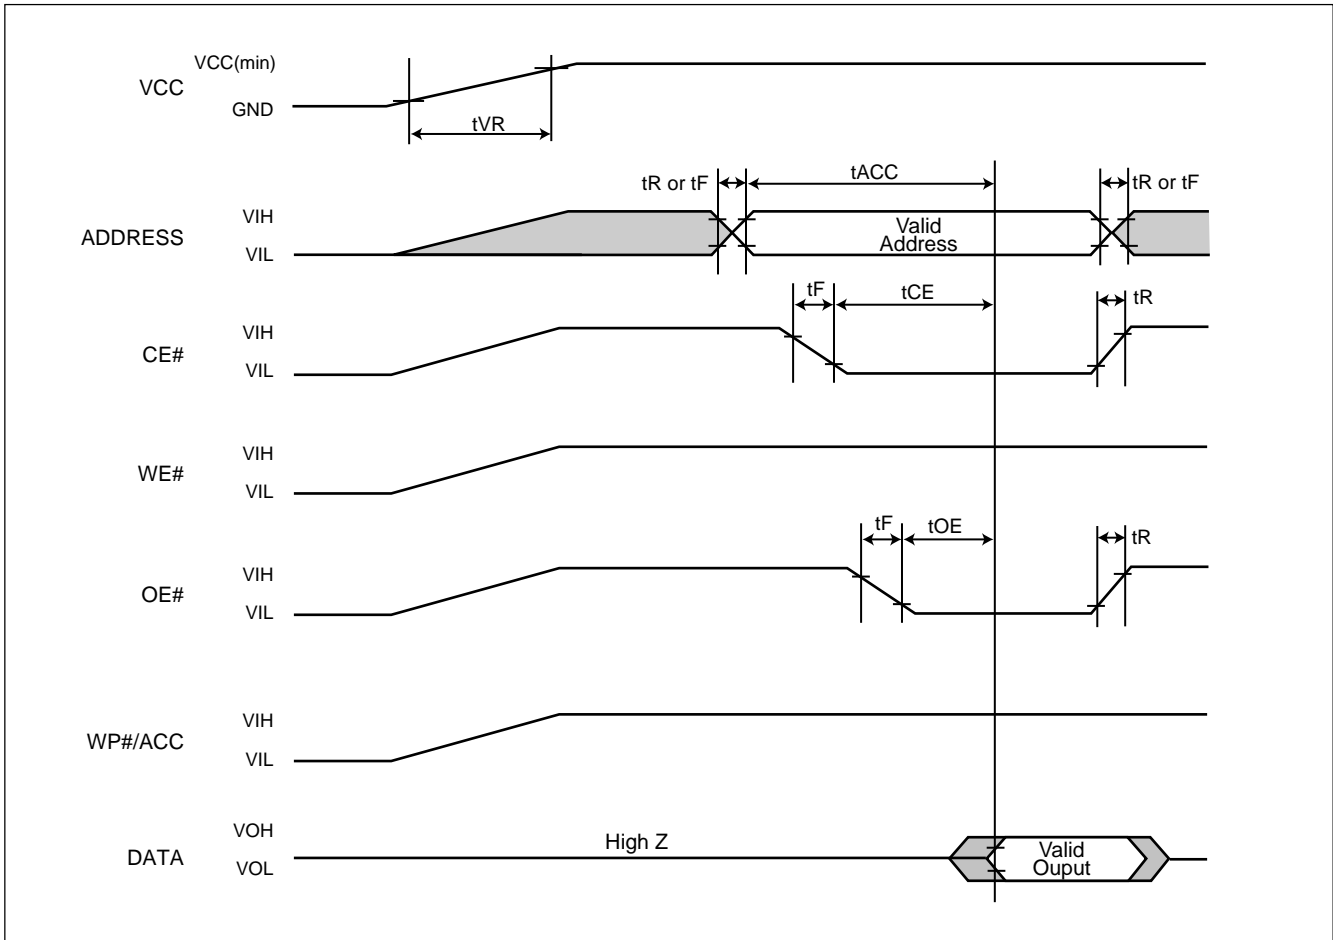 VCC(min)
VCC
GND
tVR
tR or tF
tACC
tR or tF
VIH
ADDRESS
VIL
Valid
Address
tF
tCE
tR
VIH
CE#
VIL
VIH
WE#
VIL
tF
tOE
tR
VIH
OE#
VIL
VIH
WP#/ACC
VIL
VOH
High Z
DATA
VOL
Valid
Ouput